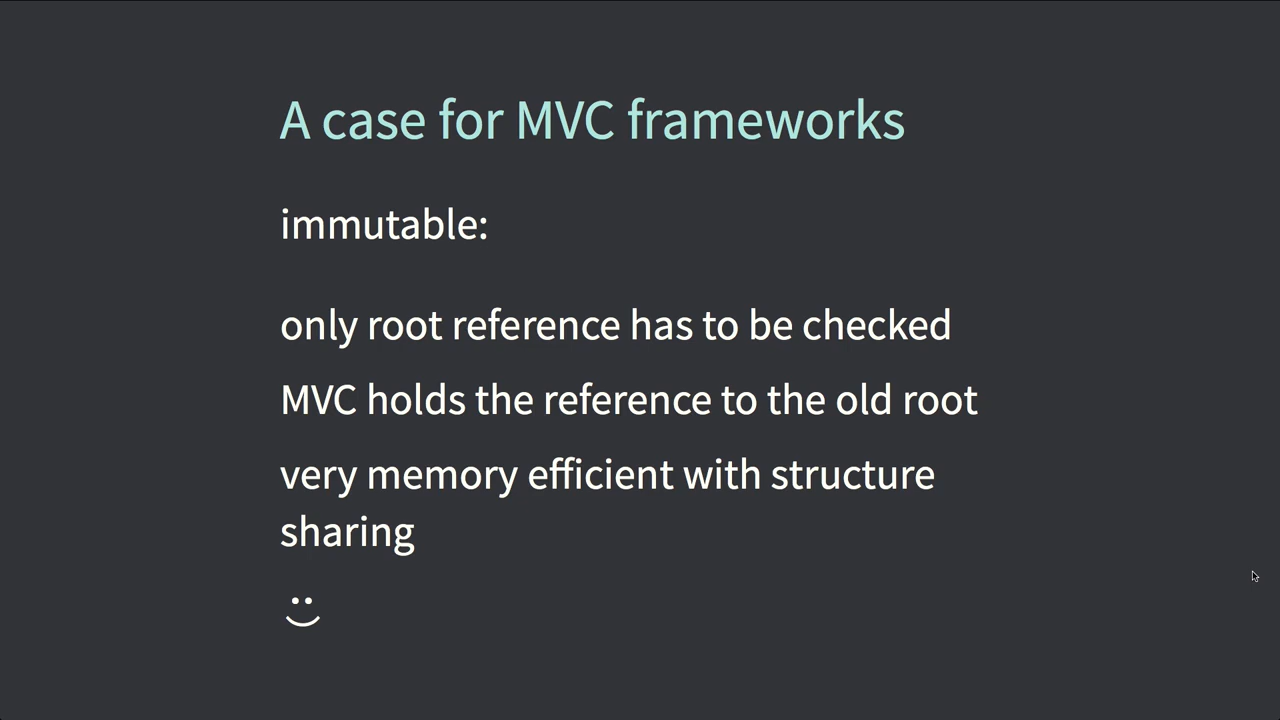 A case for MVC frameworks
immutable:
only root reference has to be checked
MVC holds the reference to the old root
very memory efficient with structure
sharing